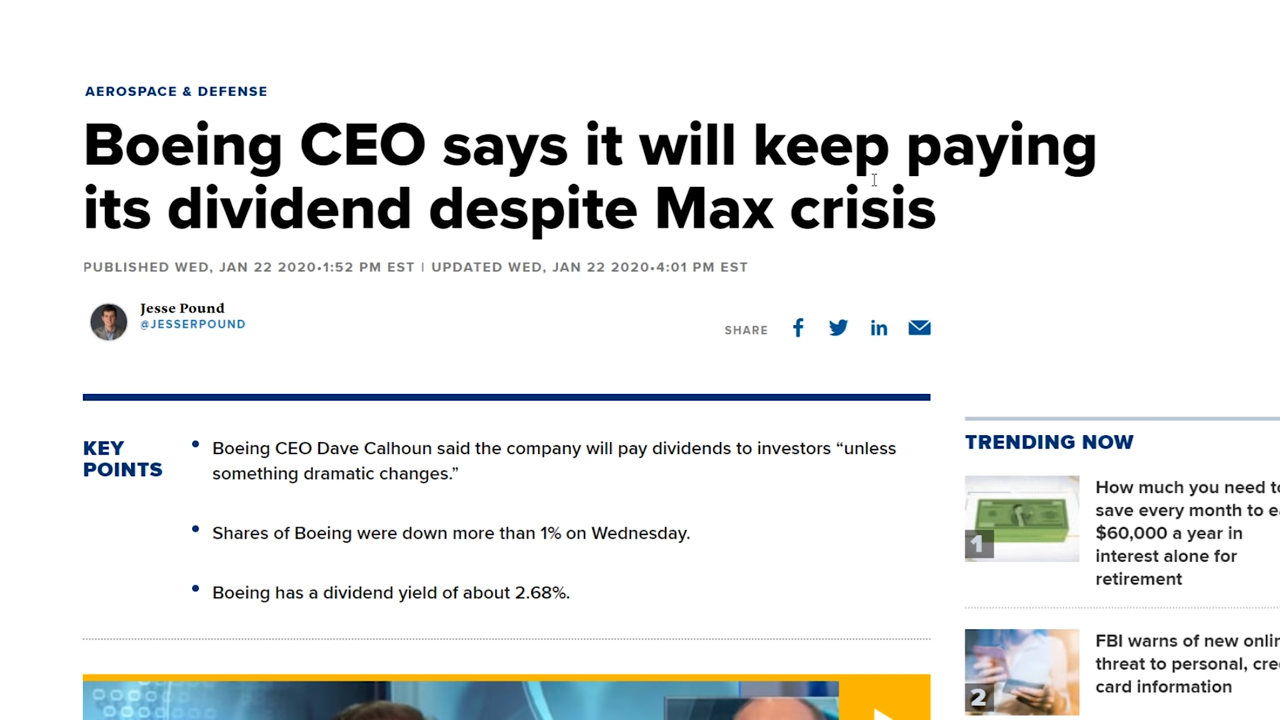 AEROSPACE & DEFENSE
Boeing CEO says it will keep paying
its dividend despite Max crisis
PUBLISHED WED, JAN 22 2020•1:52 PM EST | UPDATED WED, JAN 22 2020•4:01 PM EST
Jesse Pound
@JESSERPOUND
SHARE
KEY
POINTS
• Boeing CEO Dave Calhoun said the company will pay dividends to investors “unless
something dramatic changes.”
• Shares of Boeing were down more than 1% on Wednesday.
• Boeing has a dividend yield of about 2.68%.
TRENDING NOW
1
How much you need to
save every month to
$60,000 a year in
interest alone for
retirement
2
FBI warns of new
threat to personal,
card information